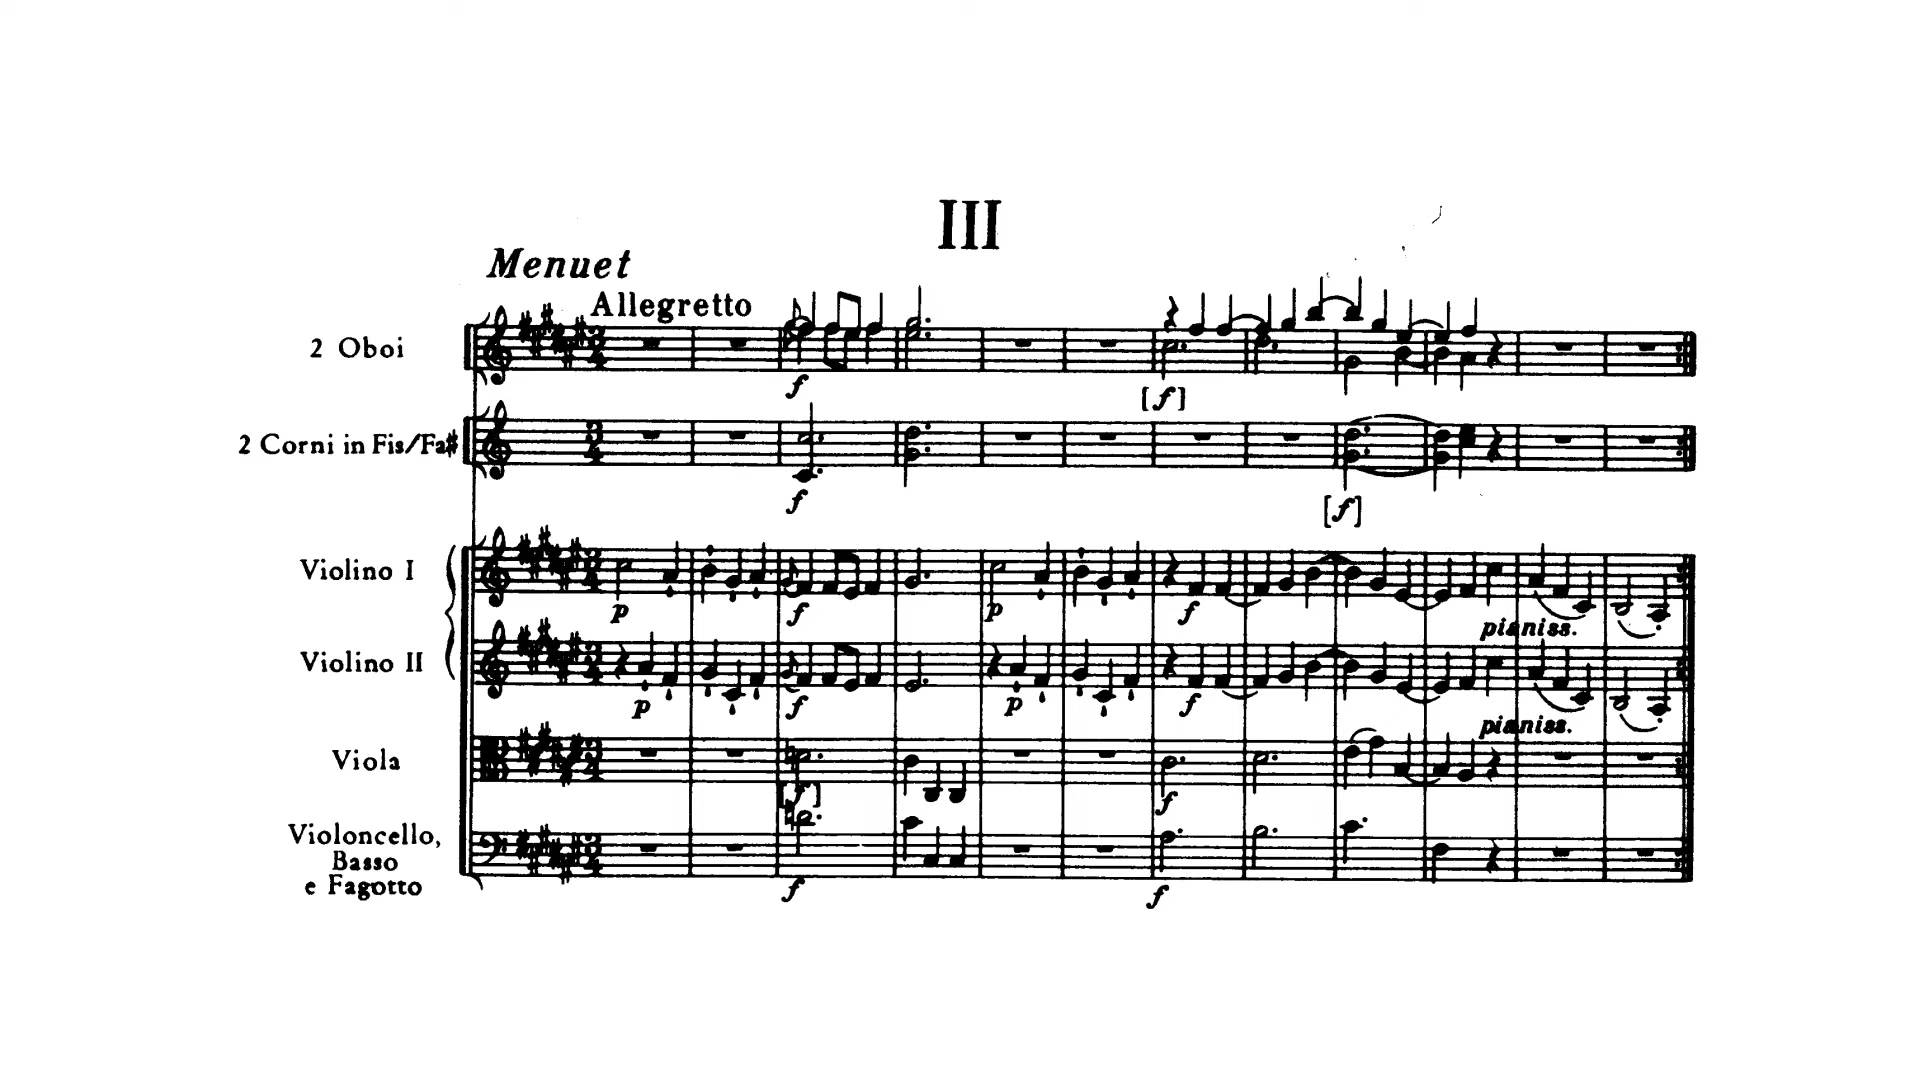 III
Menuet
Allegretto
2 Oboi
f
[f]
2 Corni in Fis/Fa♯
f
[f]
Violino I
p
f
p
f
pianiss.
Violino II
p
f
p
f
pianiss.
Viola
[f]
f
Violoncello,
Basso
e Fagotto
f
f